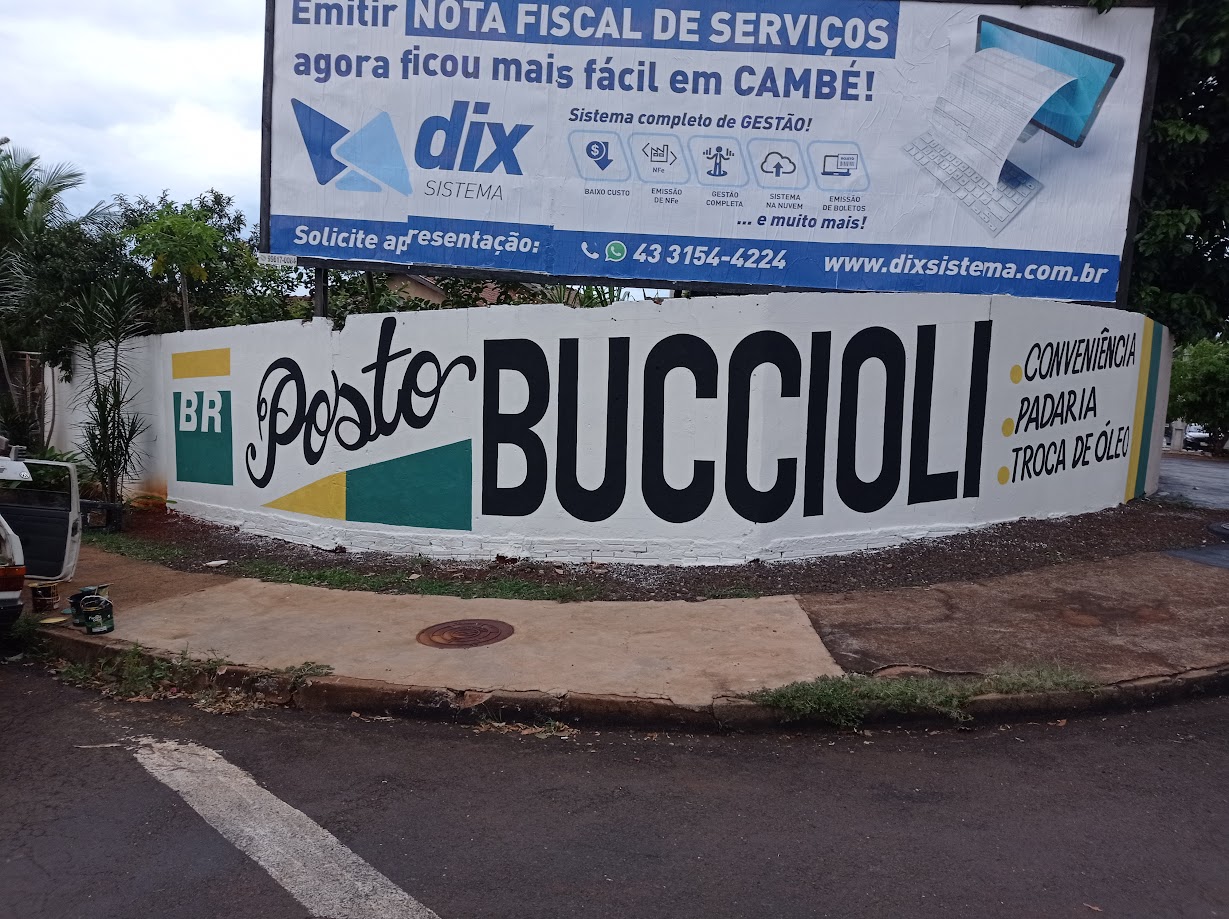 Emitir NOTA FISCAL DE SERVIÇOS
agora ficou mais fácil em CAMBÉ!
dix
SISTEMA
Sistema completo de GESTÃO!
NFe
BAIXO CUSTO
EMISSÃO
DE NFe
GESTÃO
COMPLETA
SISTEMA
NA NUVEM
EMISSÃO
DE BOLETOS
... e muito mais!
Solicite apresentação:
43 3154-4224
www.dixsistema.com.br
BR
Posto
BUCCIOLI
CONVENIÊNCIA
PADARIA
TROCA DE ÓLEO